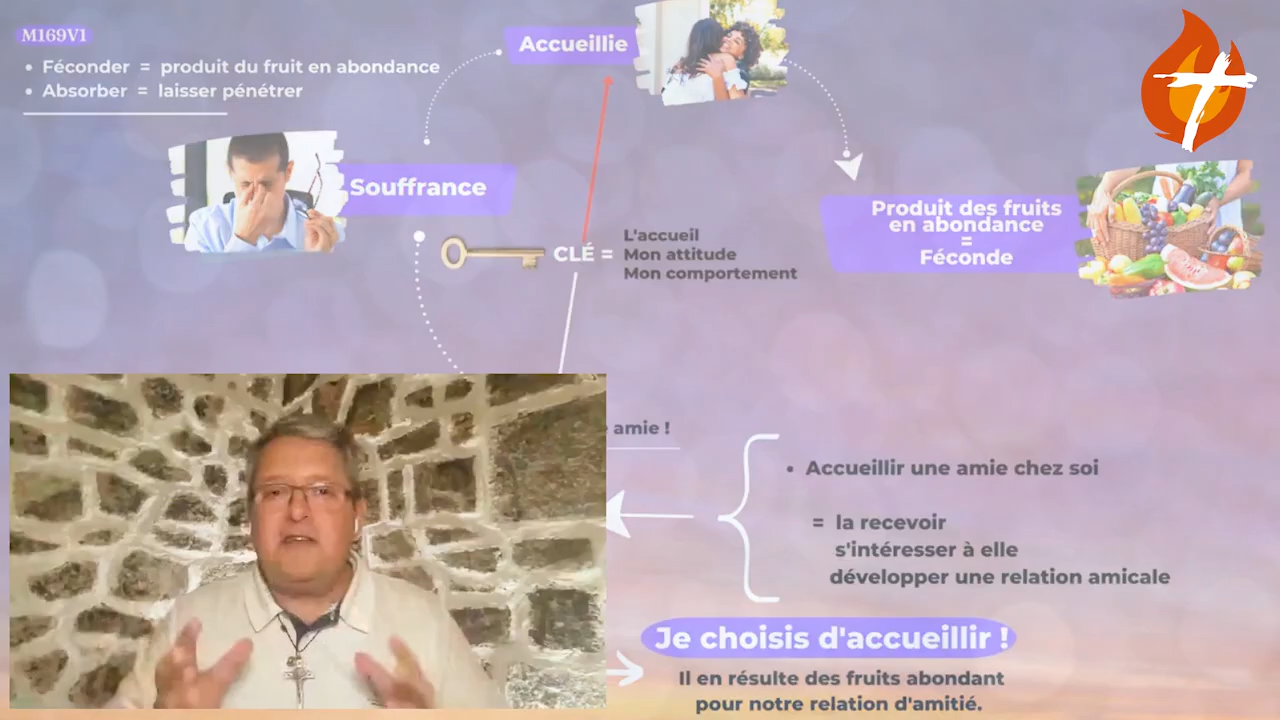 M169V1
• Féconder = produit du fruit en abondance
• Absorber = laisser pénétrer
Accueillie
Souffrance
Produit des fruits
en abondance
=
Féconde
CLÉ =
L'accueil
Mon attitude
Mon comportement
amie !
• Accueillir une amie chez soi
= la recevoir
s'intéresser à elle
développer une relation amicale
Je choisis d'accueillir !
Il en résulte des fruits abondant
pour notre relation d'amitié.